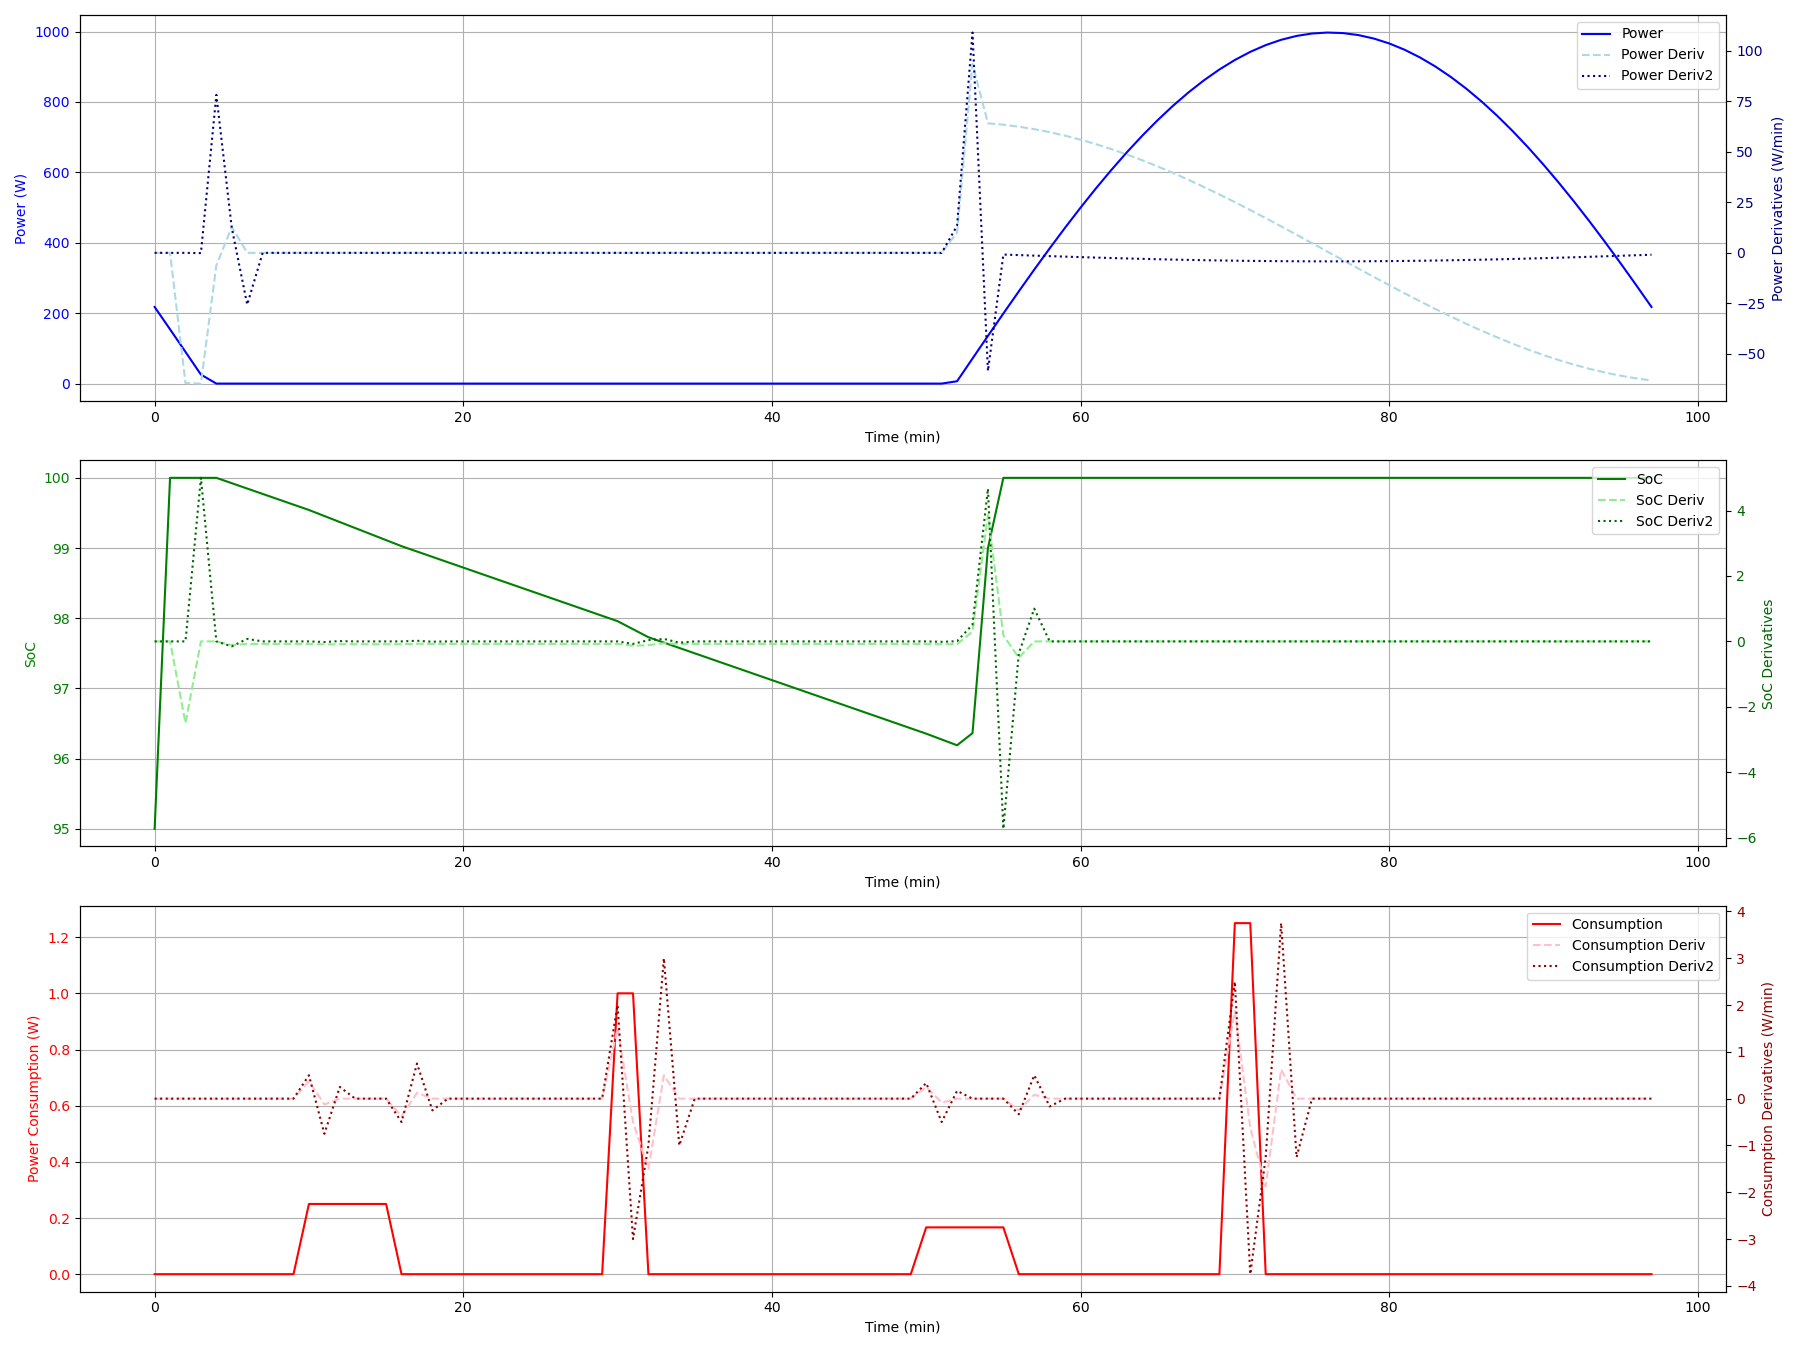 Power (W)
1000
800
600
400
200
0
Power
Power Deriv
Power Deriv2
100
75
50
25
0
−25
−50
Power Derivatives (W/min)
0 20 40 60 80 100
Time (min)
SoC
100
99
98
97
96
95
SoC
SoC Deriv
SoC Deriv2
4
2
0
−2
−4
−6
SoC Derivatives
0 20 40 60 80 100
Time (min)
Power Consumption (W)
1.2
1.0
0.8
0.6
0.4
0.2
0.0
Consumption
Consumption Deriv
Consumption Deriv2
4
3
2
1
0
−1
−2
−3
−4
Consumption Derivatives (W/min)
0 20 40 60 80 100
Time (min)